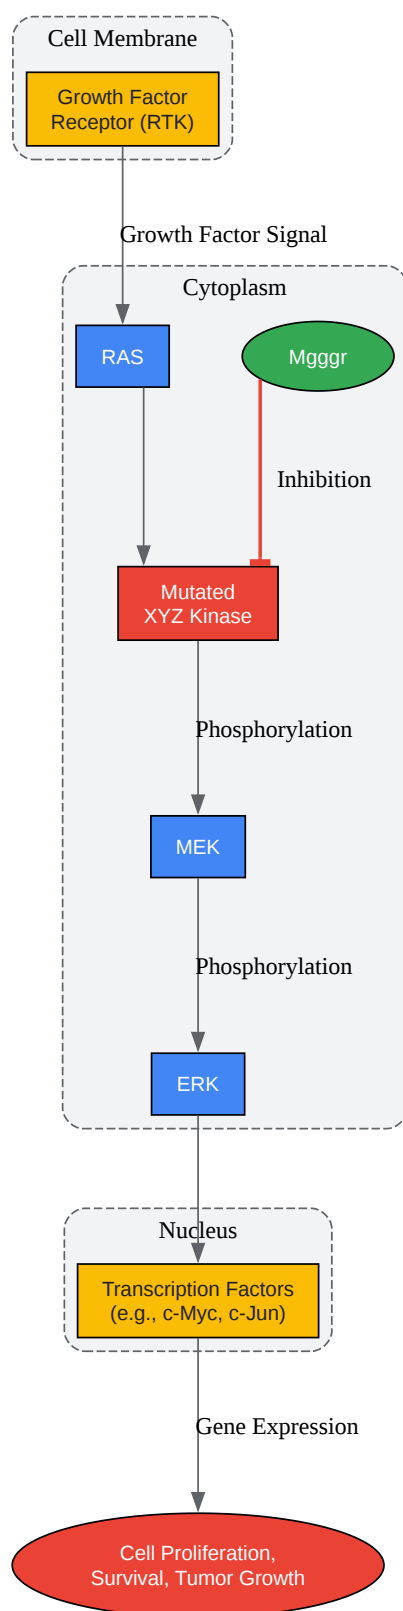 Cell Membrane
Growth Factor
Receptor (RTK)
Growth Factor Signal
Cytoplasm
RAS
Mgggr
Inhibition
Mutated
XYZ Kinase
Phosphorylation
MEK
Phosphorylation
ERK
Nucleus
Transcription Factors
(e.g., c-Myc, c-Jun)
Gene Expression
Cell Proliferation,
Survival, Tumor Growth